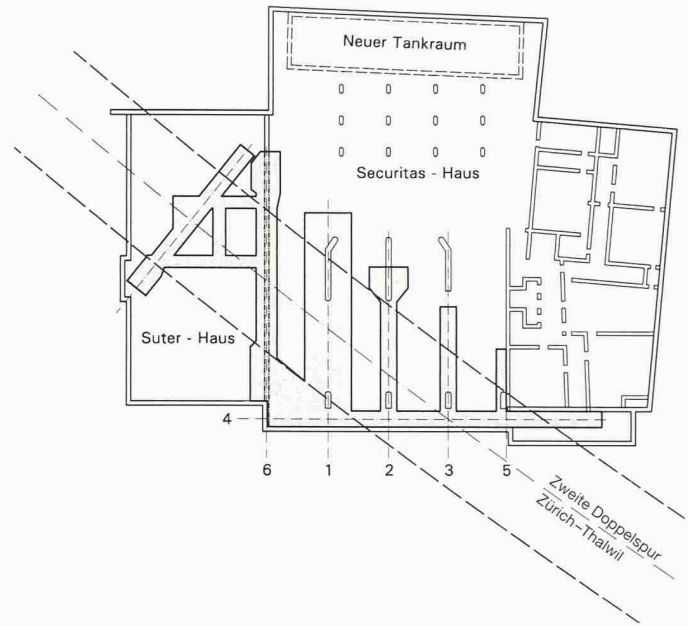 Neuer Tankraum
Securitas - Haus
Suter - Haus
4
6 1 2 3 5
Zweite Doppelspur
Zürich–Thalwil